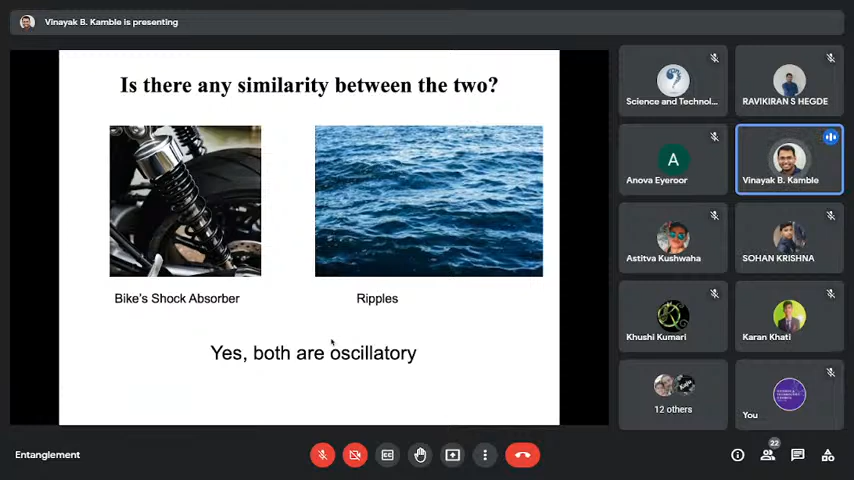 Vinayak B. Kamble is presenting
Is there any similarity between the two?
Bike's Shock Absorber
Ripples
Yes, both are oscillatory
Science and Technol...
RAVIKIRAN S HEGDE
A
Anova Eyeroor
Vinayak B. Kamble
Astitva Kushwaha
SOHAN KRISHNA
Khushi Kumari
Karan Khati
12 others
You
Entanglement
22